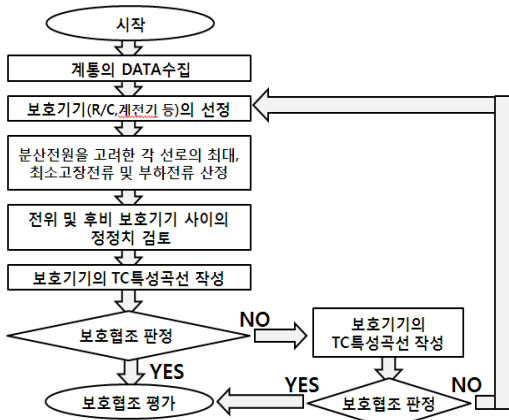 시작
계통의 DATA수집
보호기기(R/C,계전기 등)의 선정
분산전원을 고려한 각 선로의 최대,
최소고장전류 및 부하전류 산정
전위 및 후비 보호기기 사이의
정정치 검토
보호기기의 TC특성곡선 작성
보호협조 판정
NO
보호기기의
TC특성곡선 작성
YES
보호협조 평가
YES
보호협조 판정
NO